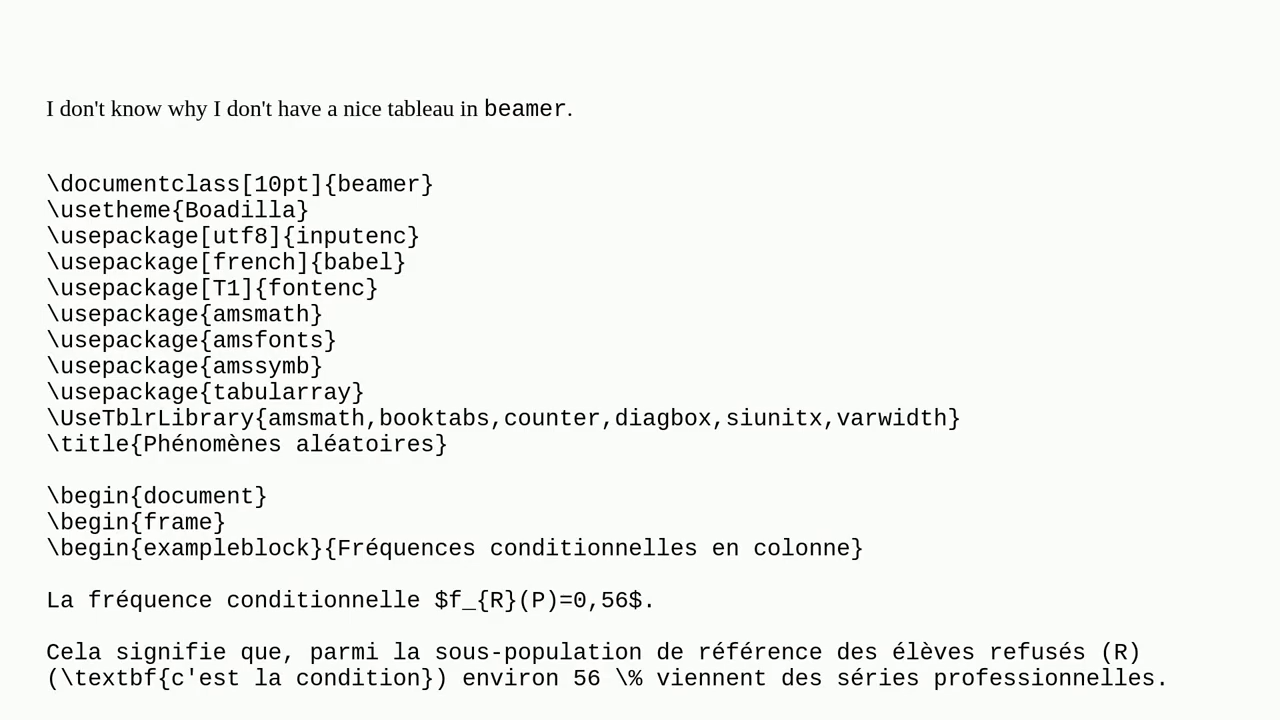 I don't know why I don't have a nice tableau in beamer.
\documentclass[10pt]{beamer}
\usetheme{Boadilla}
\usepackage[utf8]{inputenc}
\usepackage[french]{babel}
\usepackage[T1]{fontenc}
\usepackage{amsmath}
\usepackage{amsfonts}
\usepackage{amssymb}
\usepackage{tabularray}
\UseTblrLibrary{amsmath,booktabs,counter,diagbox,siunitx,varwidth}
\title{Phénomènes aléatoires}
\begin{document}
\begin{frame}
\begin{exampleblock}{Fréquences conditionnelles en colonne}
La fréquence conditionnelle $f_{R}(P)=0,56$.
Cela signifie que, parmi la sous-population de référence des élèves refusés (R)
(\textbf{c'est la condition}) environ 56 \% viennent des séries professionnelles.